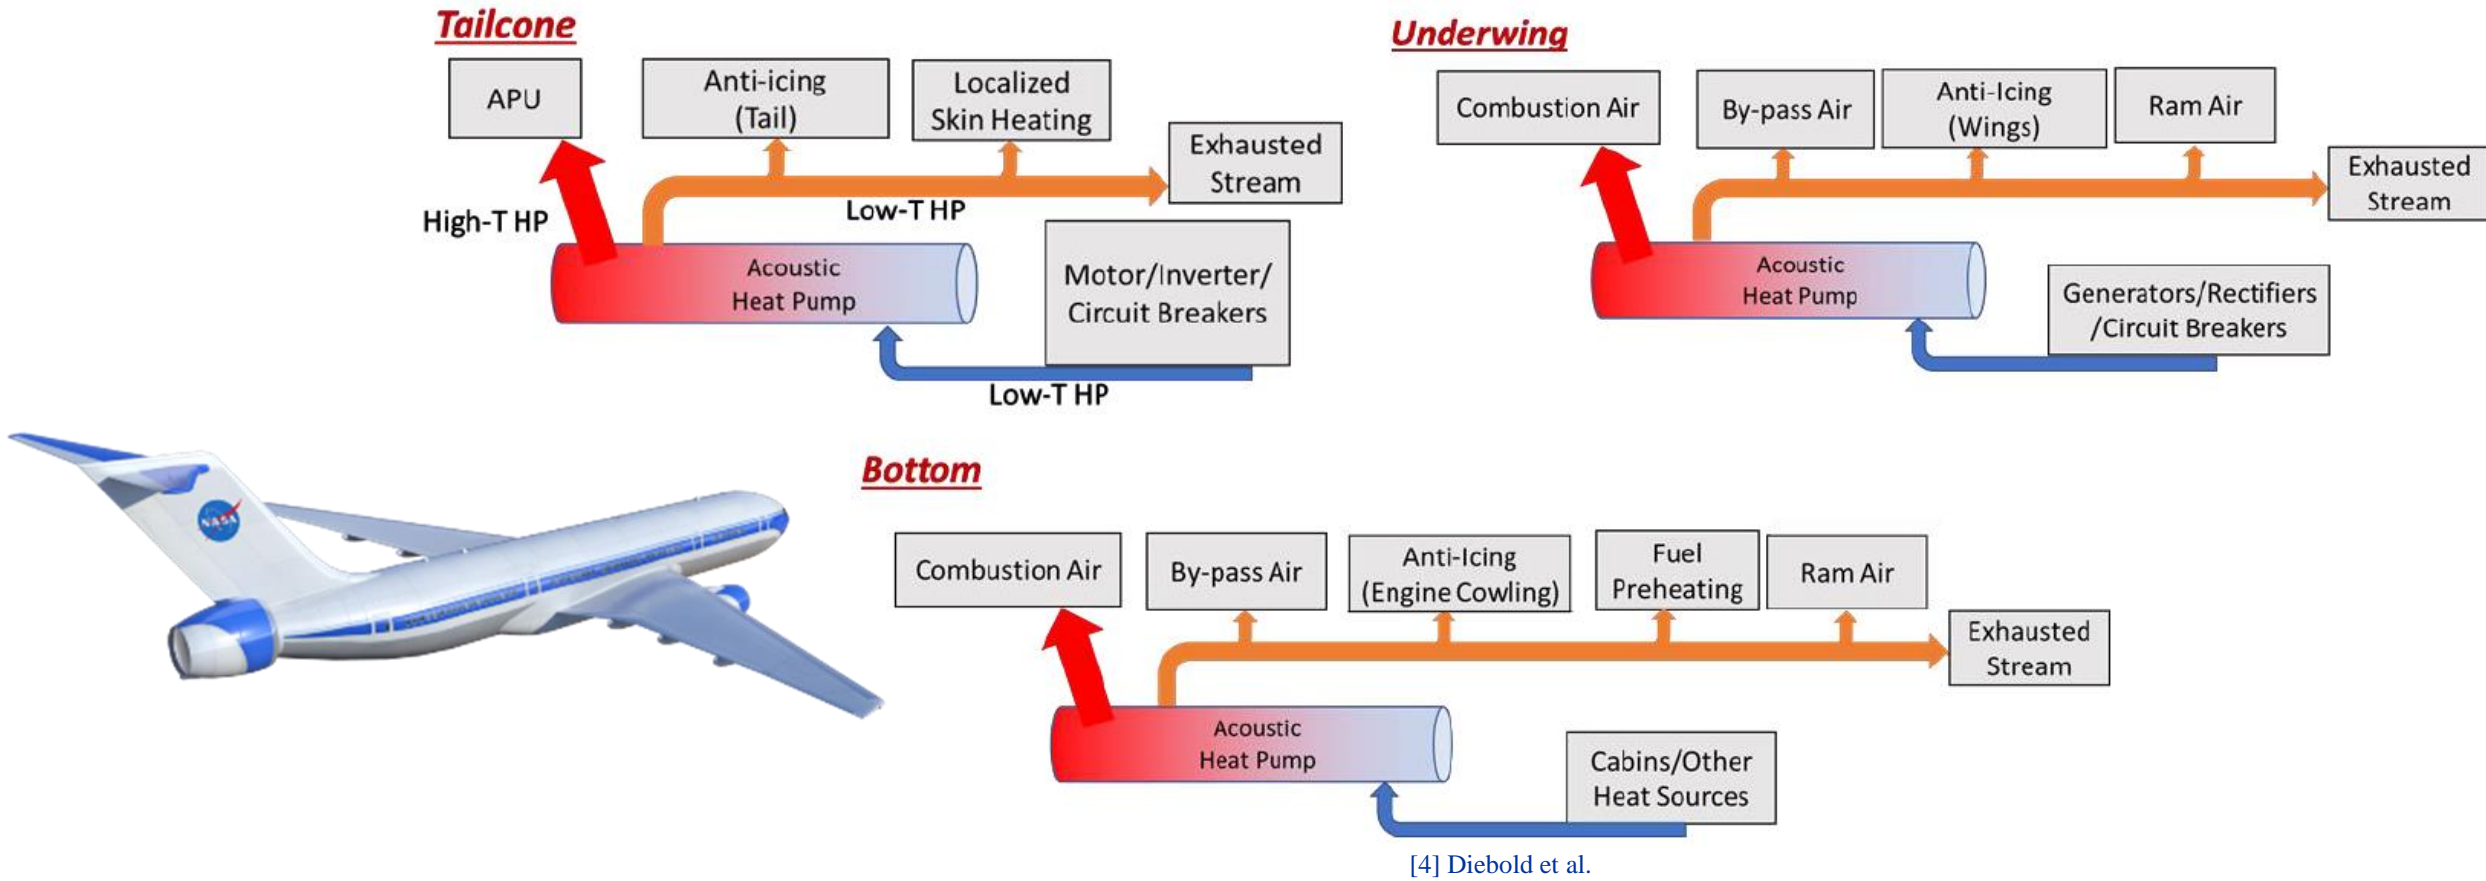 Tailcone
APU
Anti-icing
(Tail)
Localized
Skin Heating
Exhausted
Stream
High-T HP
Low-T HP
Acoustic
Heat Pump
Motor/Inverter/
Circuit Breakers
Low-T HP
Underwing
Combustion Air
By-pass Air
Anti-Icing
(Wings)
Ram Air
Exhausted
Stream
Acoustic
Heat Pump
Generators/Rectifiers
/Circuit Breakers
NASA
Bottom
Combustion Air
By-pass Air
Anti-Icing
(Engine Cowling)
Fuel
Preheating
Ram Air
Exhausted
Stream
Acoustic
Heat Pump
Cabins/Other
Heat Sources
[4] Diebold et al.